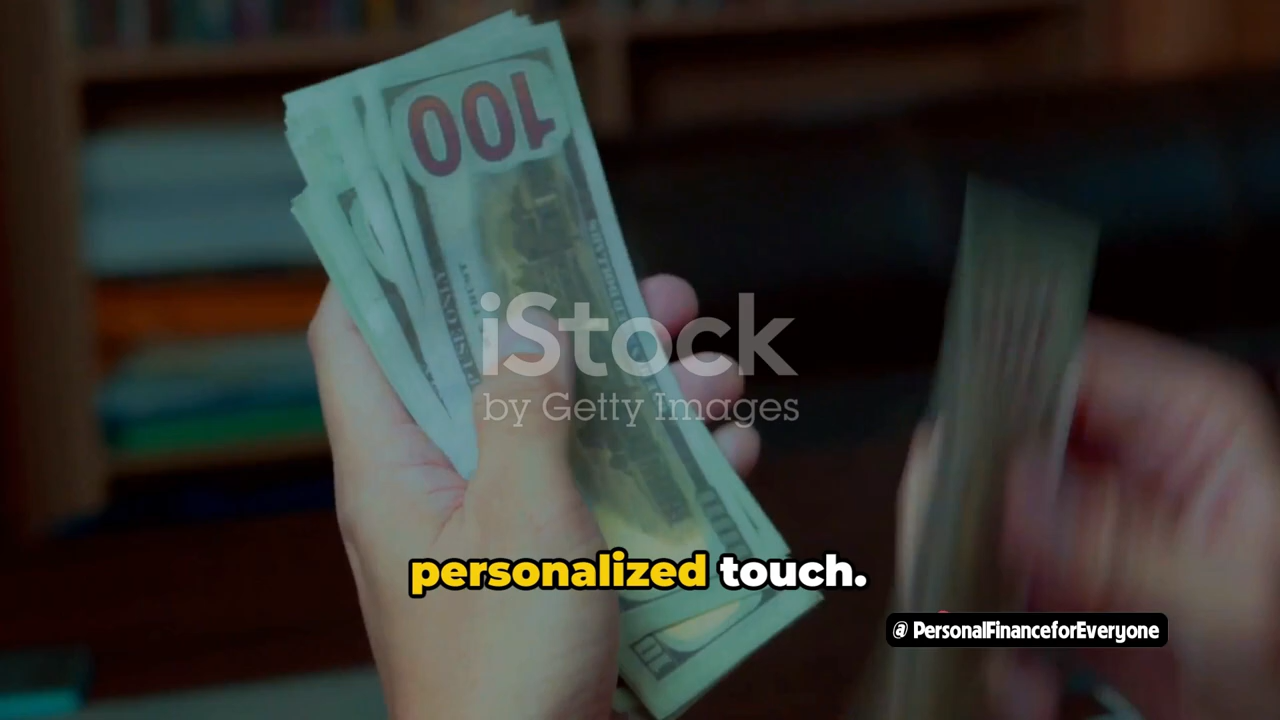 100
iStock
by Getty Images
personalized touch.
@ PersonalFinanceforEveryone